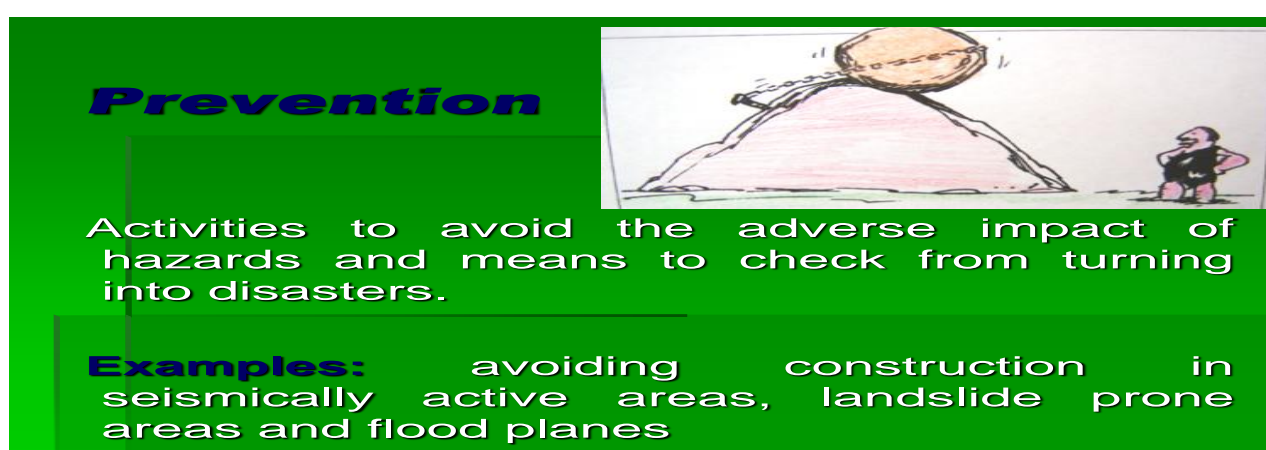 Prevention
Activities to avoid the adverse impact of
hazards and means to check from turning
into disasters.
Examples: avoiding construction in
seismically active areas, landslide prone
areas and flood planes